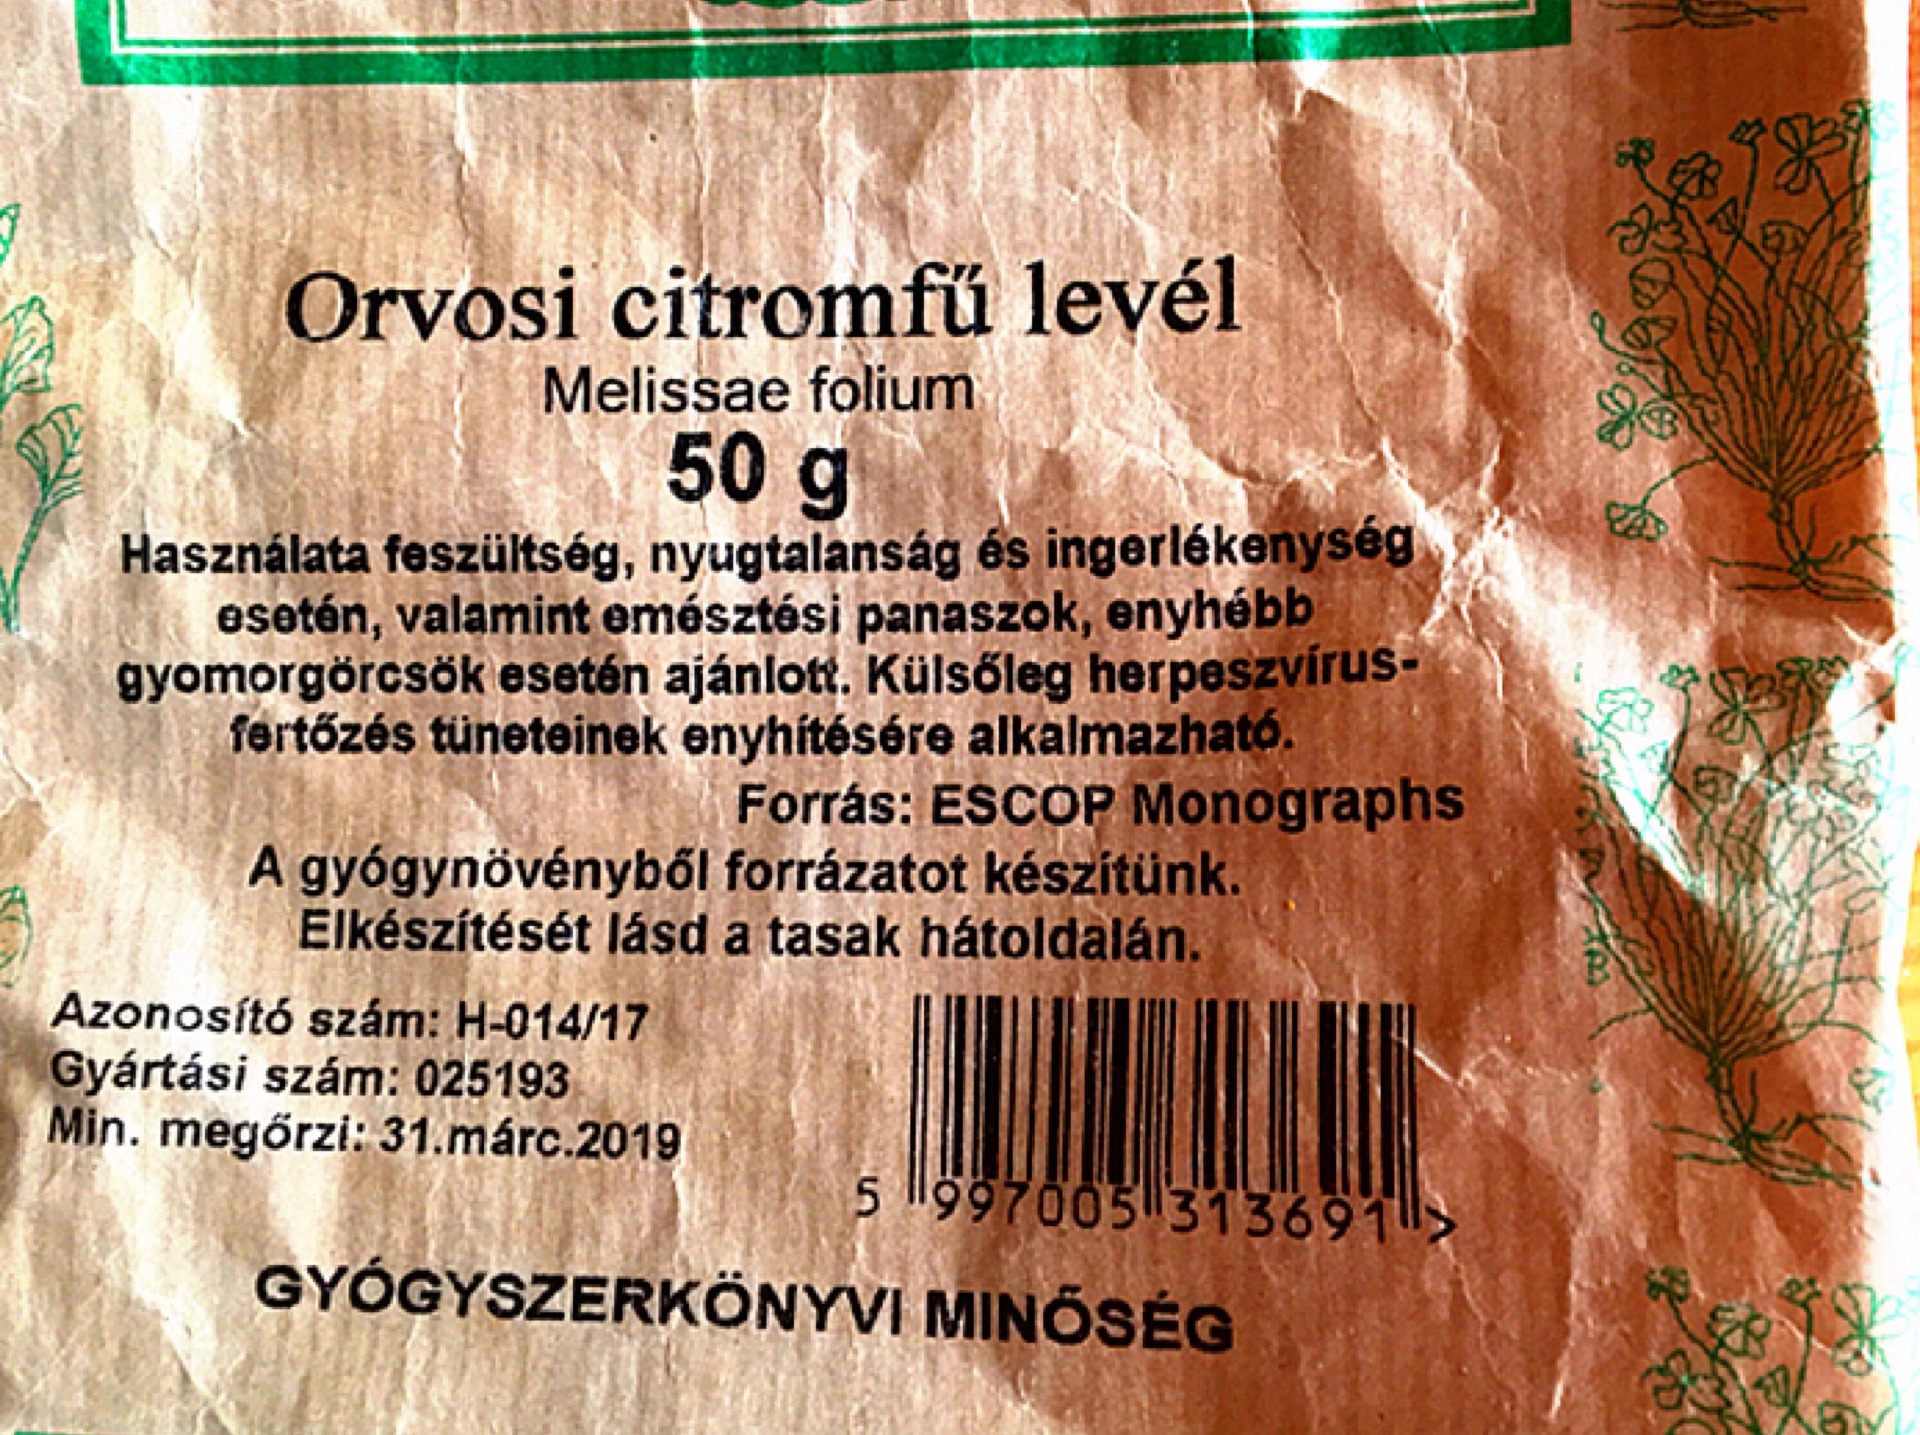 Orvosi citromfű levél
Melissae folium
50 g
Használata feszültség, nyugtalanság és ingerlékenység
esetén, valamint emésztési panaszok, enyhébb
gyomorgörcsök esetén ajánlott. Külsőleg herpeszvírus-
fertőzés tüneteinek enyhítésére alkalmazható.
Forrás: ESCOP Monographs
A gyógynövényből forrázatot készítünk.
Elkészítését lásd a tasak hátoldalán.
Azonosító szám: H-014/17
Gyártási szám: 025193
Min. megőrzi: 31.márc.2019
5 997005 313691 >
GYÓGYSZERKÖNYVI MINŐSÉG